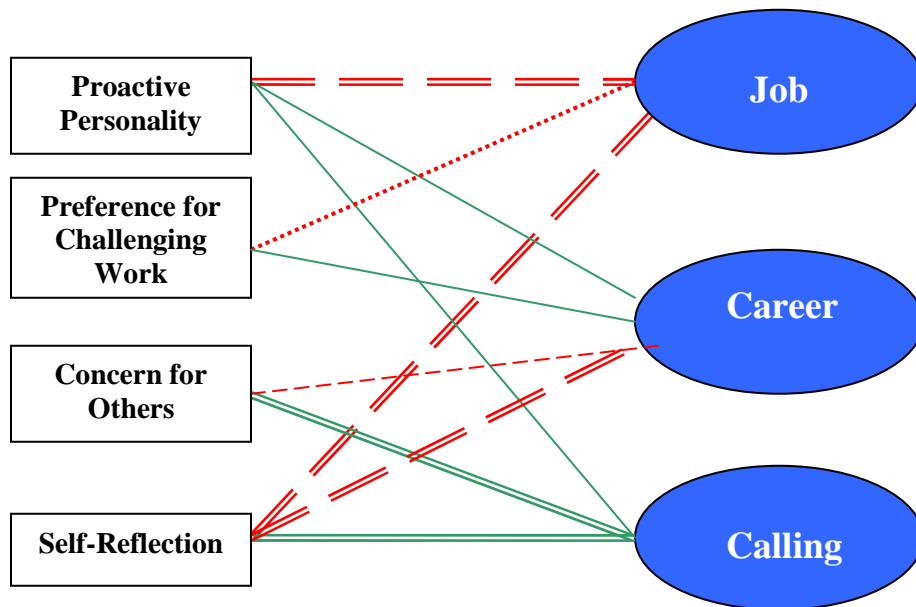 Proactive
Personality
Preference for
Challenging
Work
Concern for
Others
Self-Reflection
Job
Career
Calling